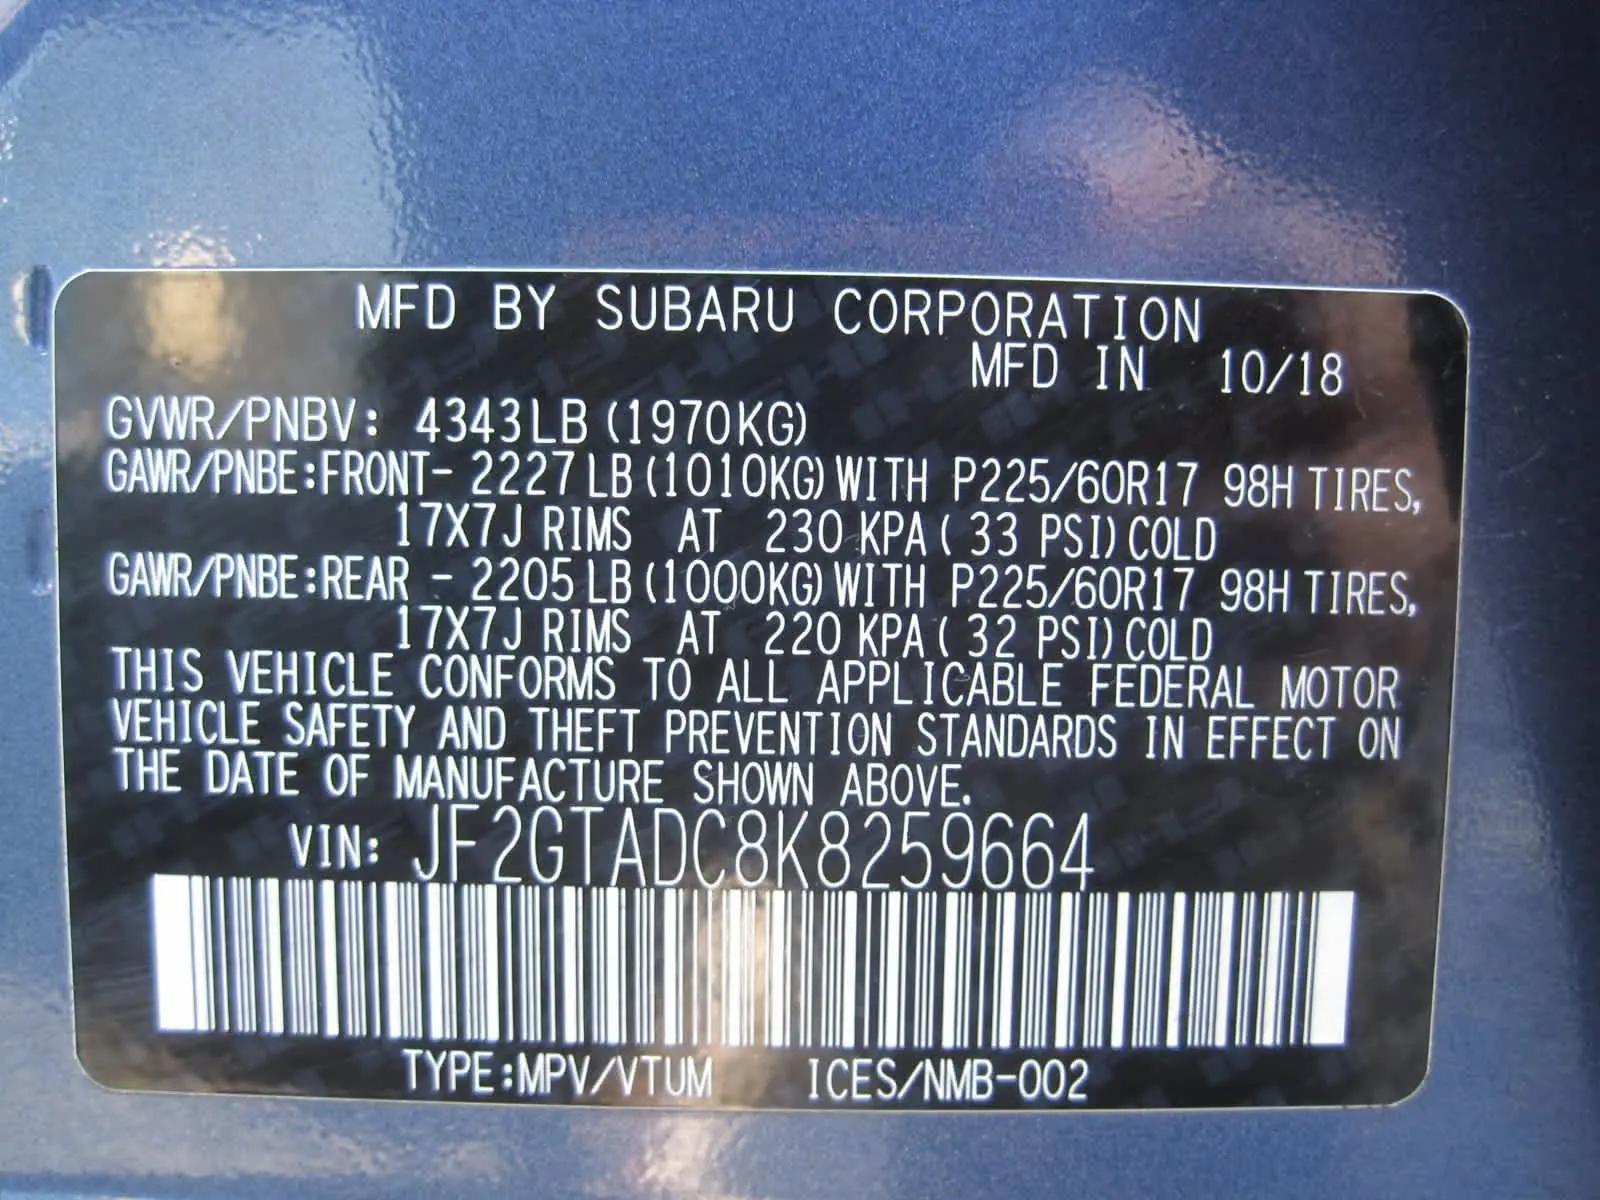 MFD BY SUBARU CORPORATION
MFD IN 10/18
GVWR/PNBV: 4343LB (1970KG)
GAWR/PNBE:FRONT- 2227 LB (1010KG) WITH P225/60R17 98H TIRES,
17X7J RIMS AT 230 KPA ( 33 PSI) COLD
GAWR/PNBE:REAR - 2205 LB (1000KG) WITH P225/60R17 98H TIRES,
17X7J RIMS AT 220 KPA ( 32 PSI) COLD
THIS VEHICLE CONFORMS TO ALL APPLICABLE FEDERAL MOTOR
VEHICLE SAFETY AND THEFT PREVENTION STANDARDS IN EFFECT ON
THE DATE OF MANUFACTURE SHOWN ABOVE.
VIN: JF2GTADC8K8259664
TYPE:MPV/VTUM ICES/NMB-002